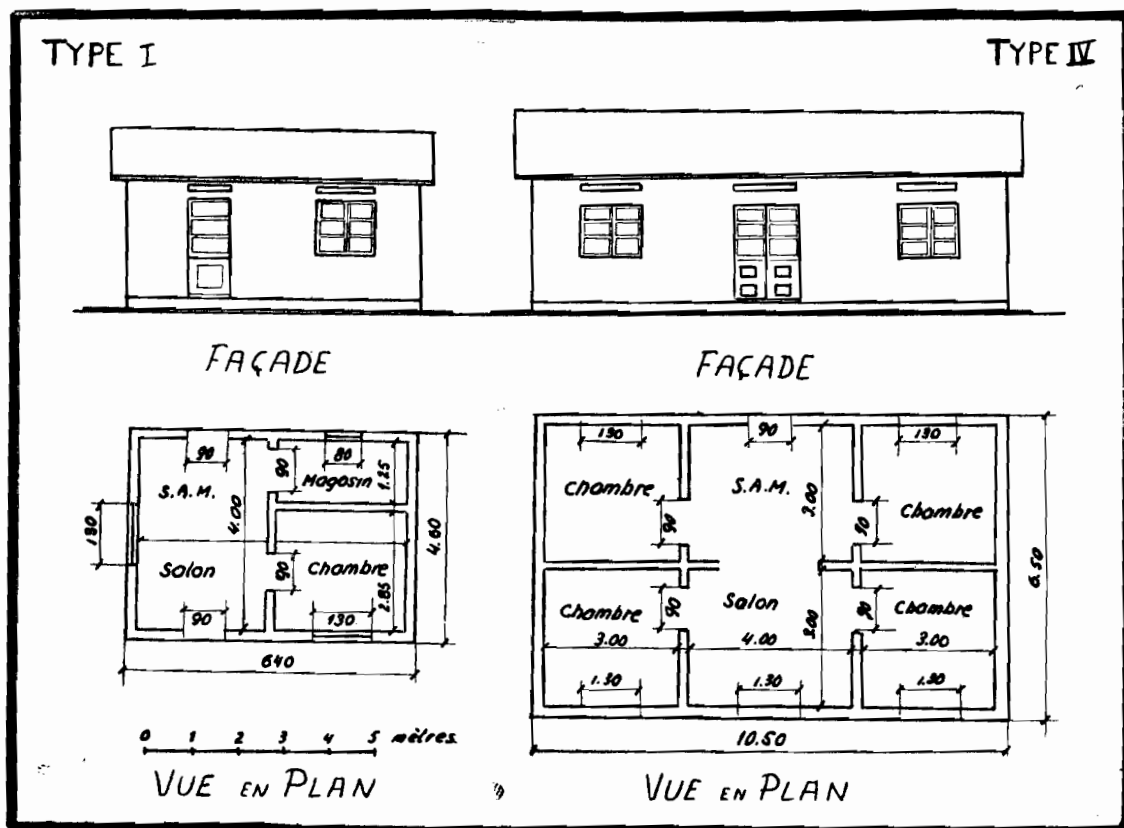 TYPE I
TYPE IV
FAÇADE
FAÇADE
90
80
90
Magasin
1.25
S.A.M.
4.00
130
4.60
Salon
90
Chambre
2.85
90
130
640
0 1 2 3 4 5 mètres
VUE EN PLAN
130
90
130
Chambre
S.A.M.
3.00
Chambre
90
90
6.50
Chambre
90
Salon
90
Chambre
3.00
4.00
3.00
3.00
1.30
1.30
1.30
10.50
VUE EN PLAN